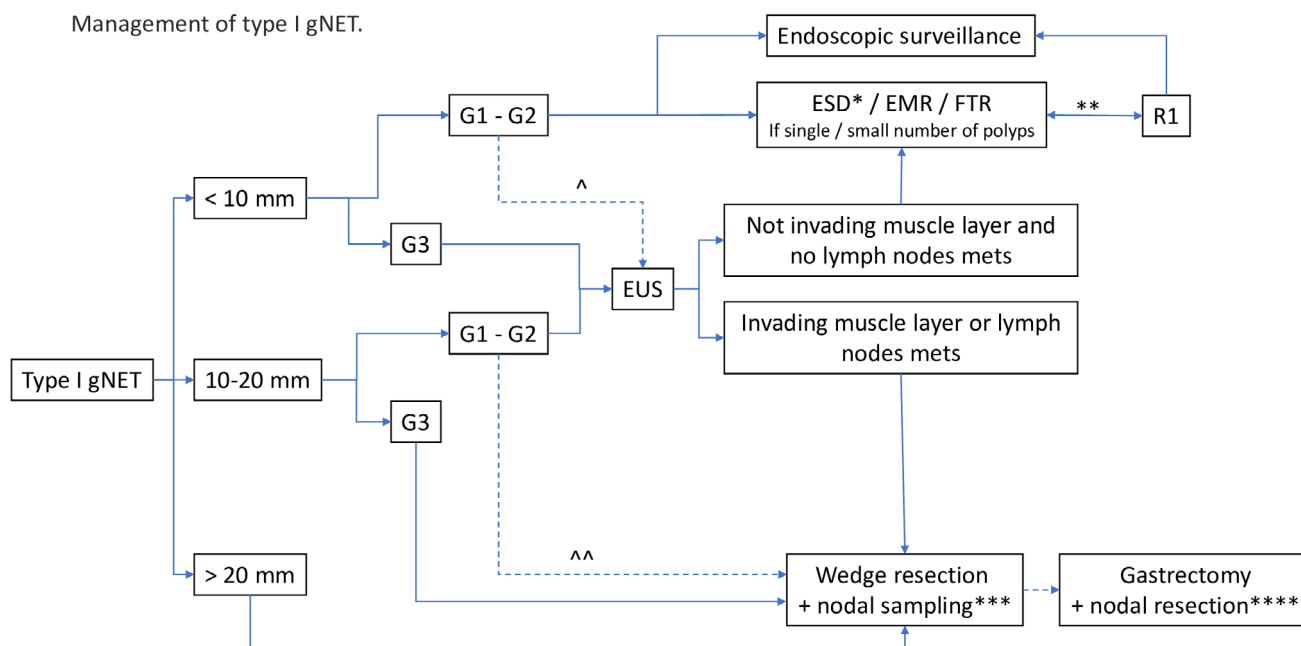 Management of type I gNET.
Endoscopic surveillance
ESD* / EMR / FTR
If single / small number of polyps
**
R1
G1 - G2
^
< 10 mm
G3
Not invading muscle layer and
no lymph nodes mets
EUS
G1 - G2
Invading muscle layer or lymph
nodes mets
Type I gNET
10-20 mm
G3
^^
> 20 mm
Wedge resection
+ nodal sampling***
Gastrectomy
+ nodal resection****